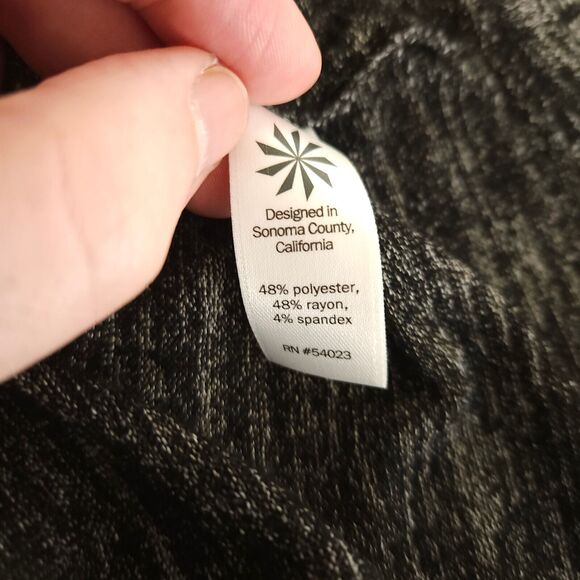 Designed in
Sonoma County,
California
48% polyester,
48% rayon,
4% spandex
RN #54023